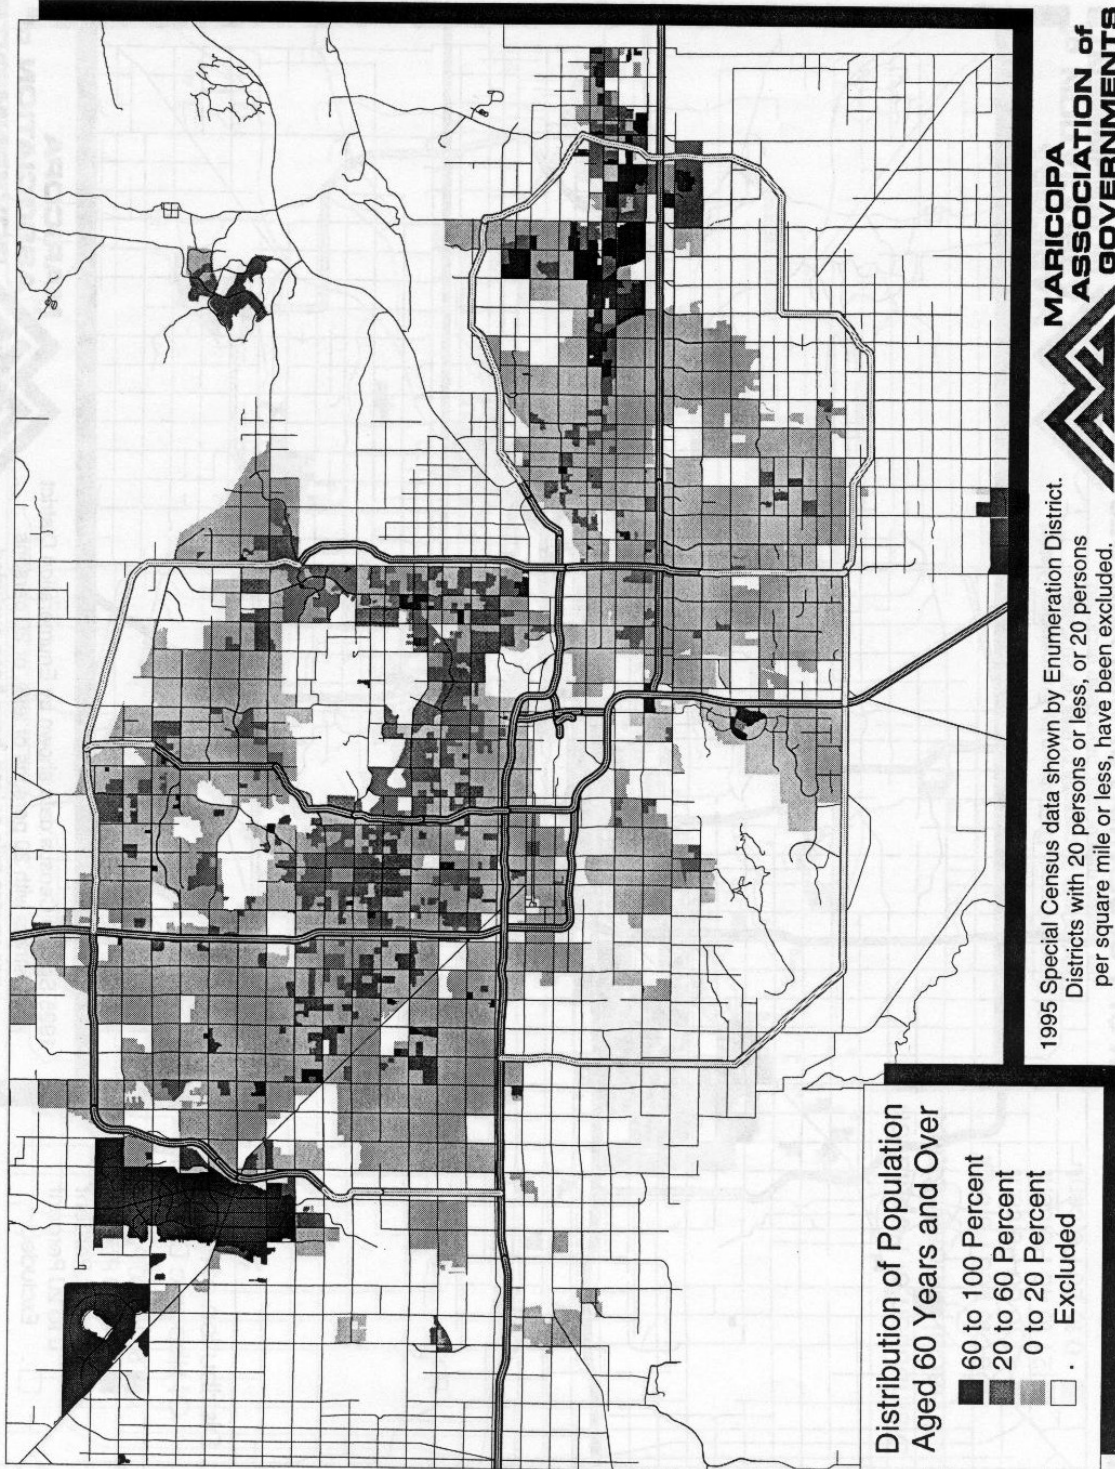 Distribution of Population
Aged 60 Years and Over
60 to 100 Percent
20 to 60 Percent
0 to 20 Percent
. Excluded
1995 Special Census data shown by Enumeration District.
Districts with 20 persons or less, or 20 persons
per square mile or less, have been excluded.
MARICOPA
ASSOCIATION of
GOVERNMENTS